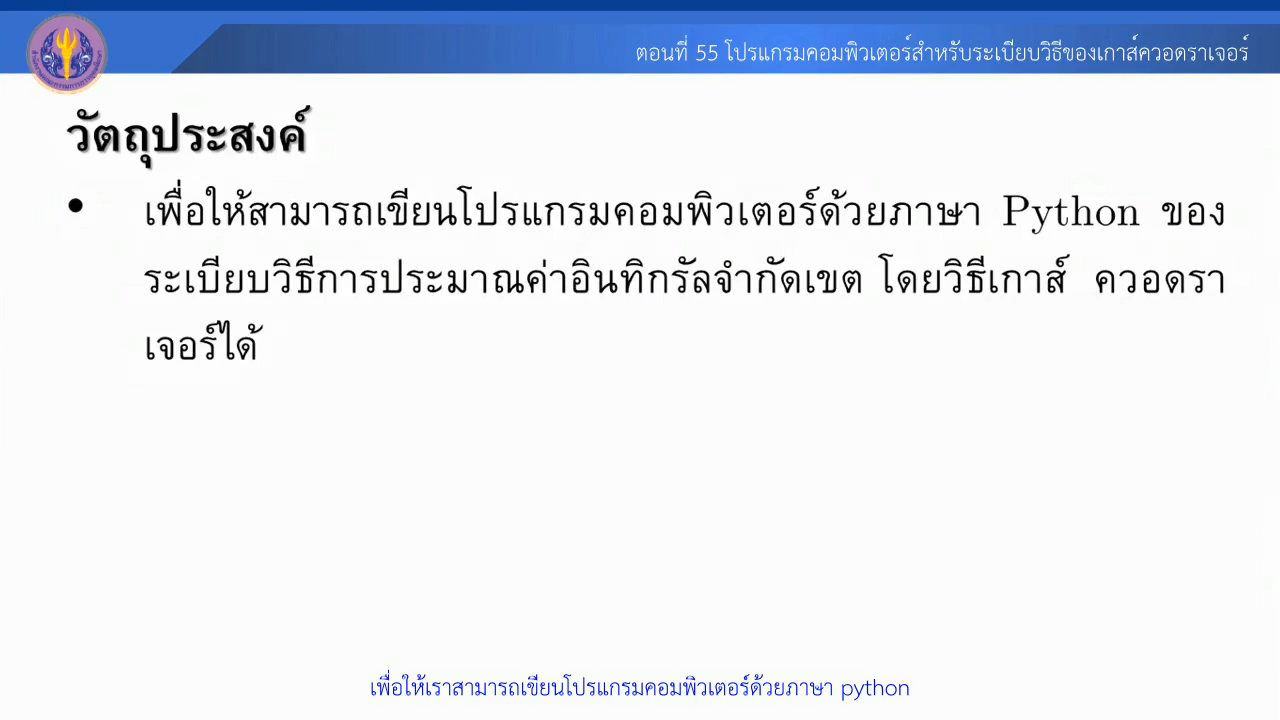 ตอนที่ 55 โปรแกรมคอมพิวเตอร์สำหรับระเบียบวิธีของเกาส์ควอดราเจอร์
วัตถุประสงค์
• เพื่อให้สามารถเขียนโปรแกรมคอมพิวเตอร์ด้วยภาษา Python ของ
ระเบียบวิธีการประมาณค่าอินทิกรัลจำกัดเขต โดยวิธีเกาส์ ควอดรา
เจอร์ได้
เพื่อให้เราสามารถเขียนโปรแกรมคอมพิวเตอร์ด้วยภาษา python